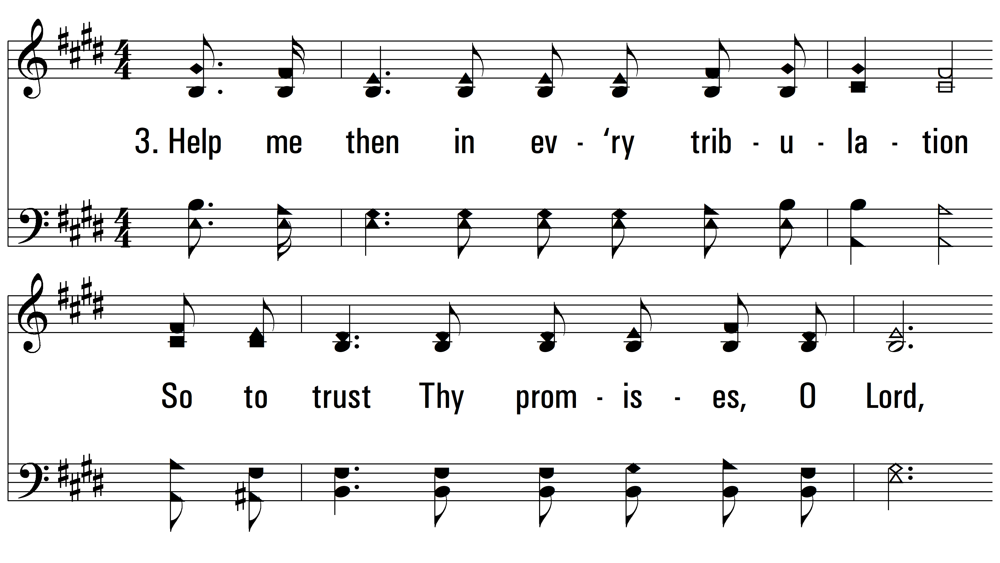 3. Help me then in ev - ‘ry trib - u - la - tion
So to trust Thy prom - is - es, O Lord,